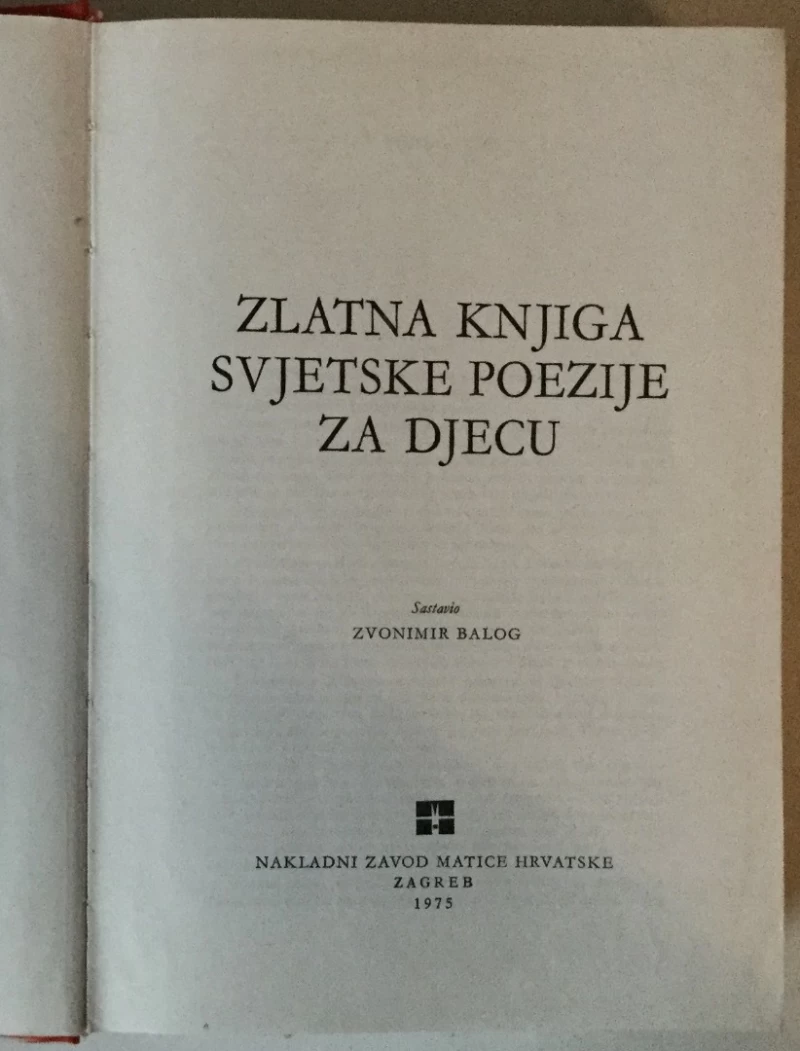 ZLATNA KNJIGA
SVJETSKE POEZIJE
ZA DJECU
Sastavio
ZVONIMIR BALOG
NAKLADNI ZAVOD MATICE HRVATSKE
ZAGREB
1975